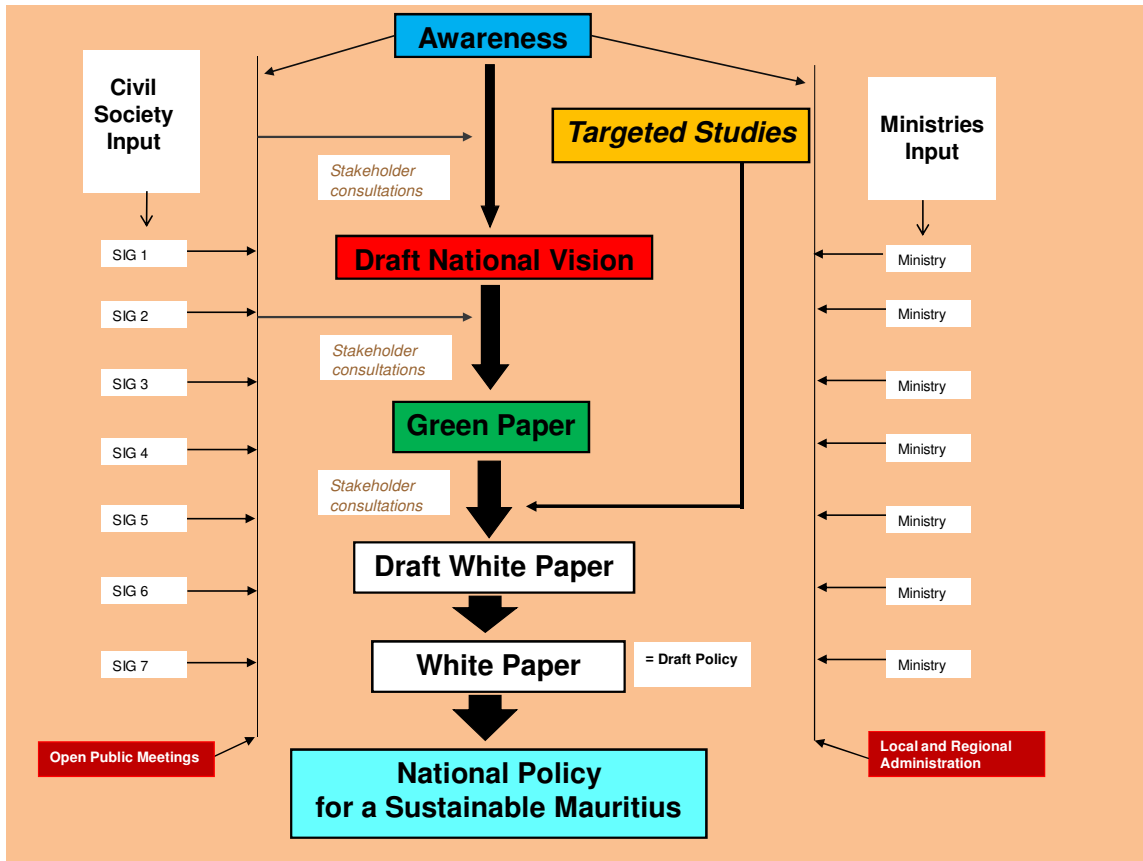 Awareness
Civil
Society
Input
Targeted Studies
Ministries
Input
Stakeholder
consultations
SIG 1
Draft National Vision
Ministry
SIG 2
Ministry
Stakeholder
consultations
SIG 3
Ministry
Green Paper
SIG 4
Ministry
Stakeholder
consultations
SIG 5
Ministry
Draft White Paper
SIG 6
Ministry
White Paper
= Draft Policy
SIG 7
Ministry
Open Public Meetings
Local and Regional
Administration
National Policy
for a Sustainable Mauritius